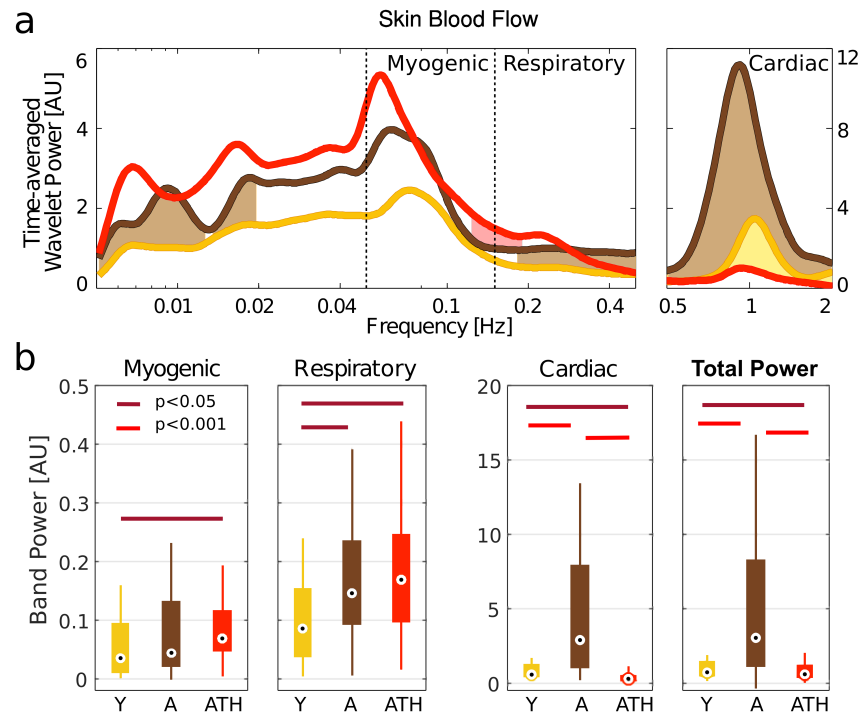 a
Skin Blood Flow
Time-averaged
Wavelet Power [AU]
6
4
2
0
Myogenic
Respiratory
Cardiac
12
8
4
0
0.01
0.02
0.04
0.1
0.2
0.4
0.5
1
2
Frequency [Hz]
b
Myogenic
Respiratory
Cardiac
Total Power
Band Power [AU]
0.5
0.4
0.3
0.2
0.1
0
p<0.05
p<0.001
20
15
10
5
0
Y A ATH
Y A ATH
Y A ATH
Y A ATH